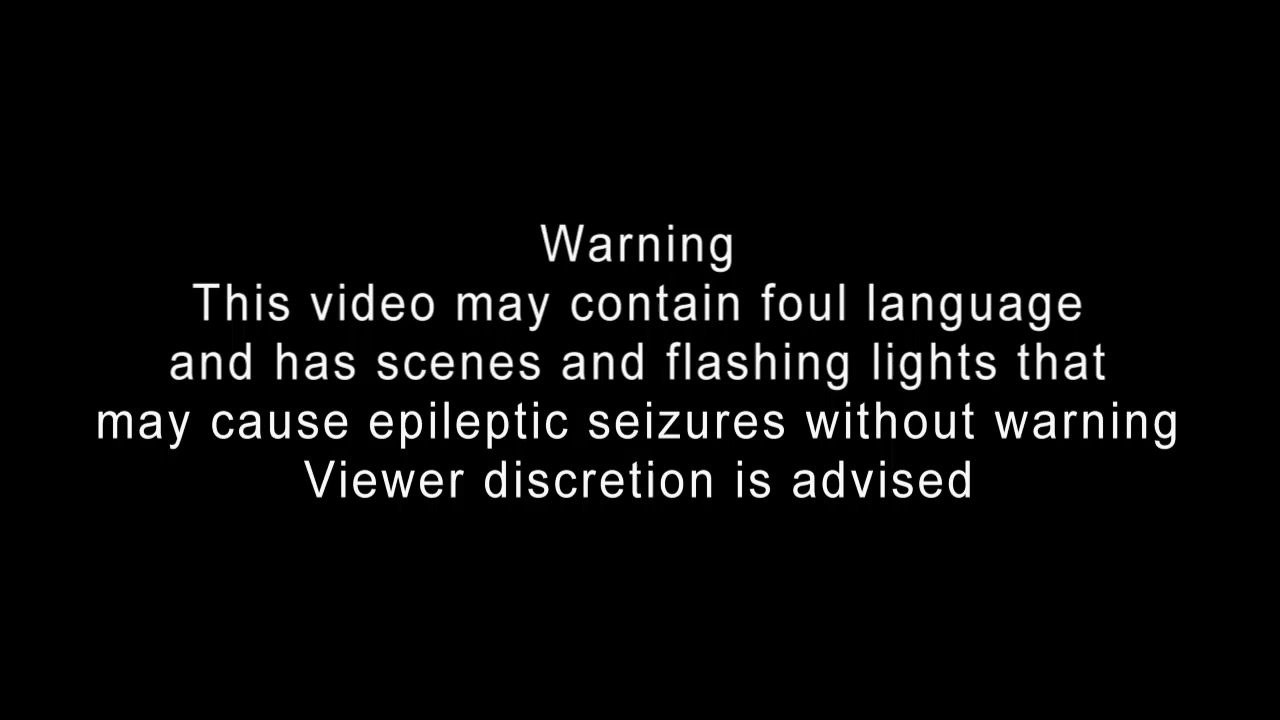 Warning
This video may contain foul language
and has scenes and flashing lights that
may cause epileptic seizures without warning
Viewer discretion is advised